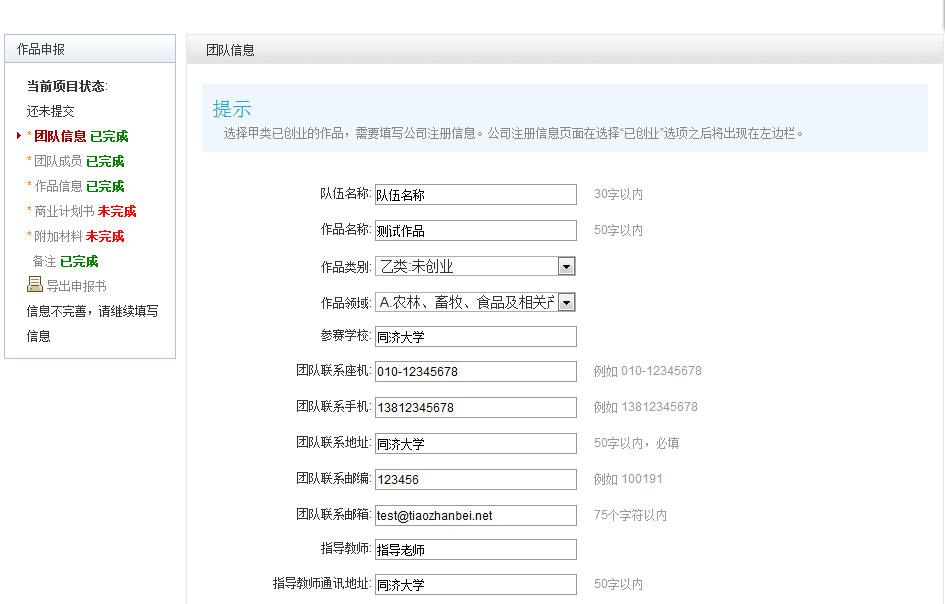 作品申报
当前项目状态:
还未提交
*团队信息 已完成
*团队成员 已完成
*作品信息 已完成
*商业计划书 未完成
*附加材料 未完成
备注 已完成
导出申报书
信息不完善，请继续填写
信息
团队信息
提示
选择甲类已创业的作品，需要填写公司注册信息。公司注册信息页面在选择“已创业”选项之后将出现在左边栏。
队伍名称: 队伍名称 30字以内
作品名称: 测试作品 50字以内
作品类别: 乙类:未创业
作品领域: A.农林、畜牧、食品及相关产
参赛学校: 同济大学
团队联系座机: 010-12345678 例如 010-12345678
团队联系手机: 13812345678 例如 13812345678
团队联系地址: 同济大学 50字以内，必填
团队联系邮编: 123456 例如 100191
团队联系邮箱: test@tiaozhanbei.net 75个字符以内
指导教师: 指导老师
指导教师通讯地址: 同济大学 50字以内